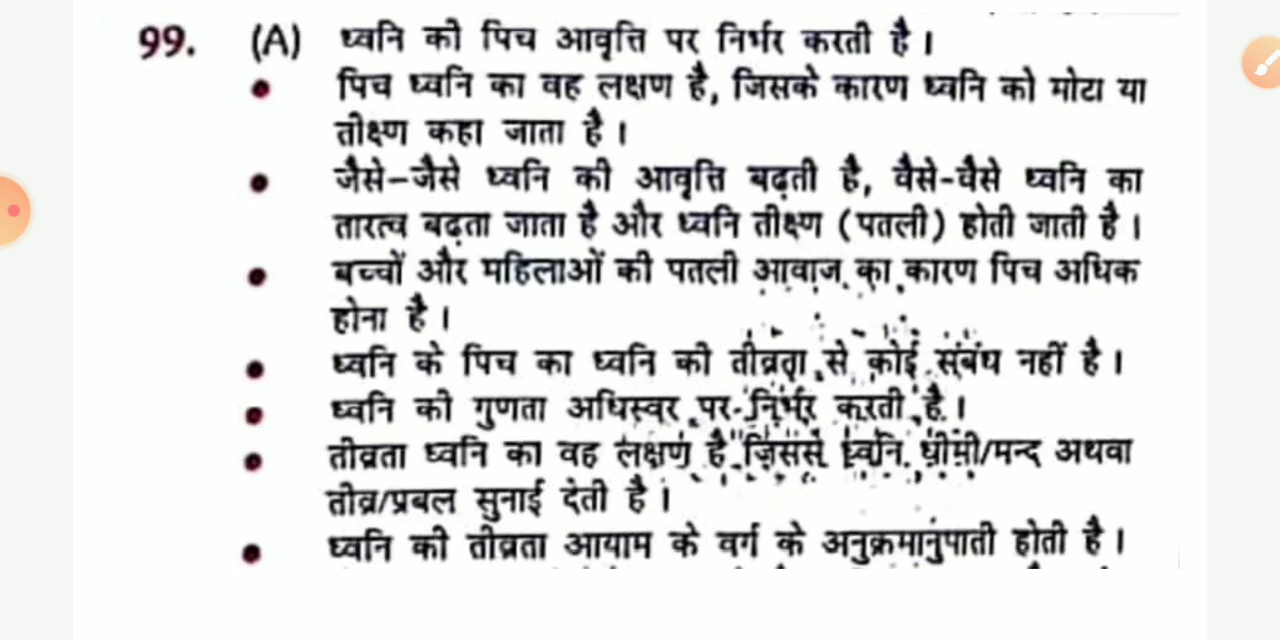 99. (A) ध्वनि की पिच आवृत्ति पर निर्भर करती है।
• पिच ध्वनि का वह लक्षण है, जिसके कारण ध्वनि को मोटा या
तीक्ष्ण कहा जाता है।
• जैसे-जैसे ध्वनि की आवृत्ति बढ़ती है, वैसे-वैसे ध्वनि का
तारत्व बढ़ता जाता है और ध्वनि तीक्ष्ण (पतली) होती जाती है।
• बच्चों और महिलाओं की पतली आवाज का कारण पिच अधिक
होना है।
• ध्वनि के पिच का ध्वनि की तीव्रता से कोई संबंध नहीं है।
• ध्वनि की गुणता अधिस्वर पर निर्भर करती है।
• तीव्रता ध्वनि का वह लक्षण है जिससे ध्वनि धीमी/मन्द अथवा
तीव्र/प्रबल सुनाई देती है।
• ध्वनि की तीव्रता आयाम के वर्ग के अनुक्रमानुपाती होती है।